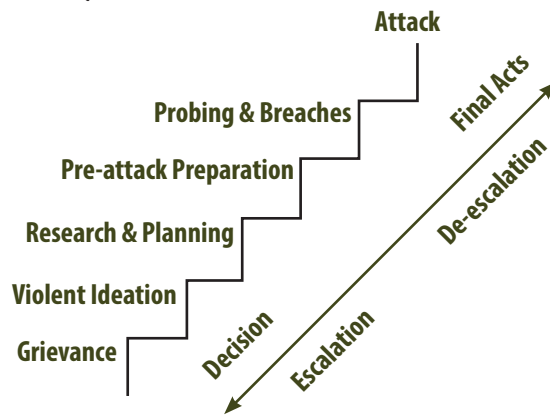 Attack
Probing & Breaches
Final Acts
Pre-attack Preparation
De-escalation
Research & Planning
Violent Ideation
Decision
Escalation
Grievance